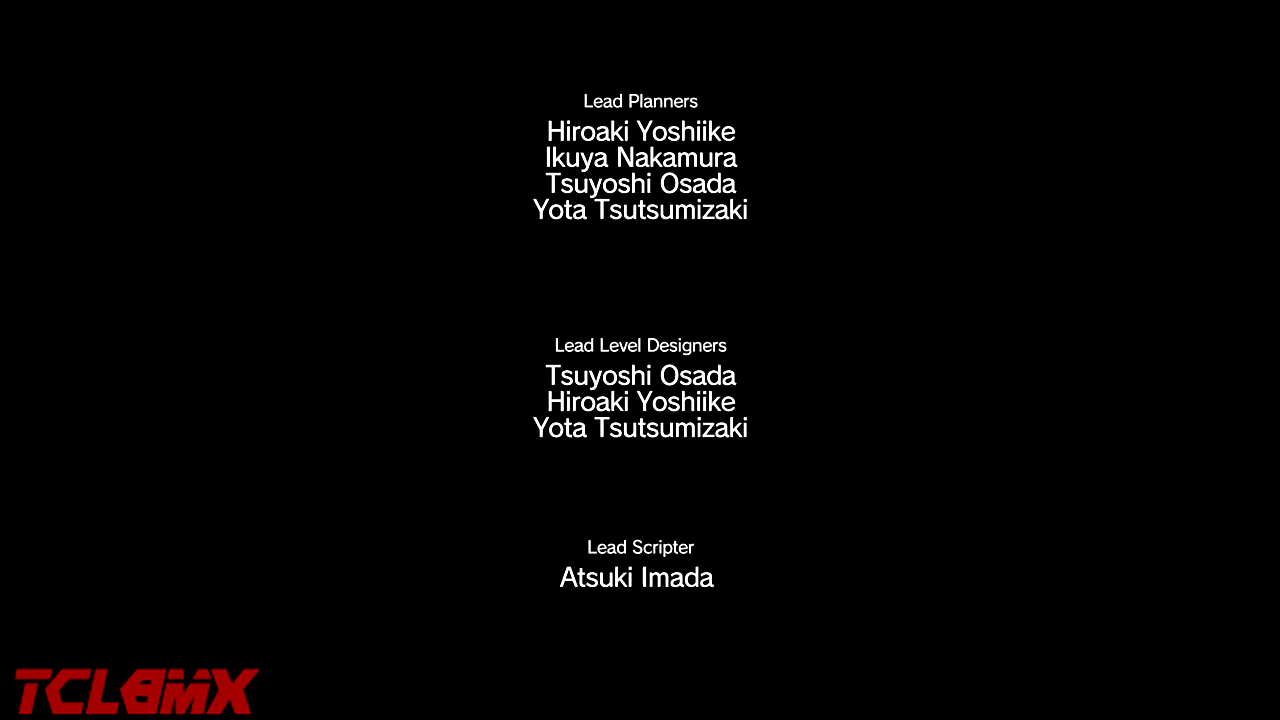 Lead Planners
Hiroaki Yoshiike
Ikuya Nakamura
Tsuyoshi Osada
Yota Tsutsumizaki
Lead Level Designers
Tsuyoshi Osada
Hiroaki Yoshiike
Yota Tsutsumizaki
Lead Scripter
Atsuki Imada